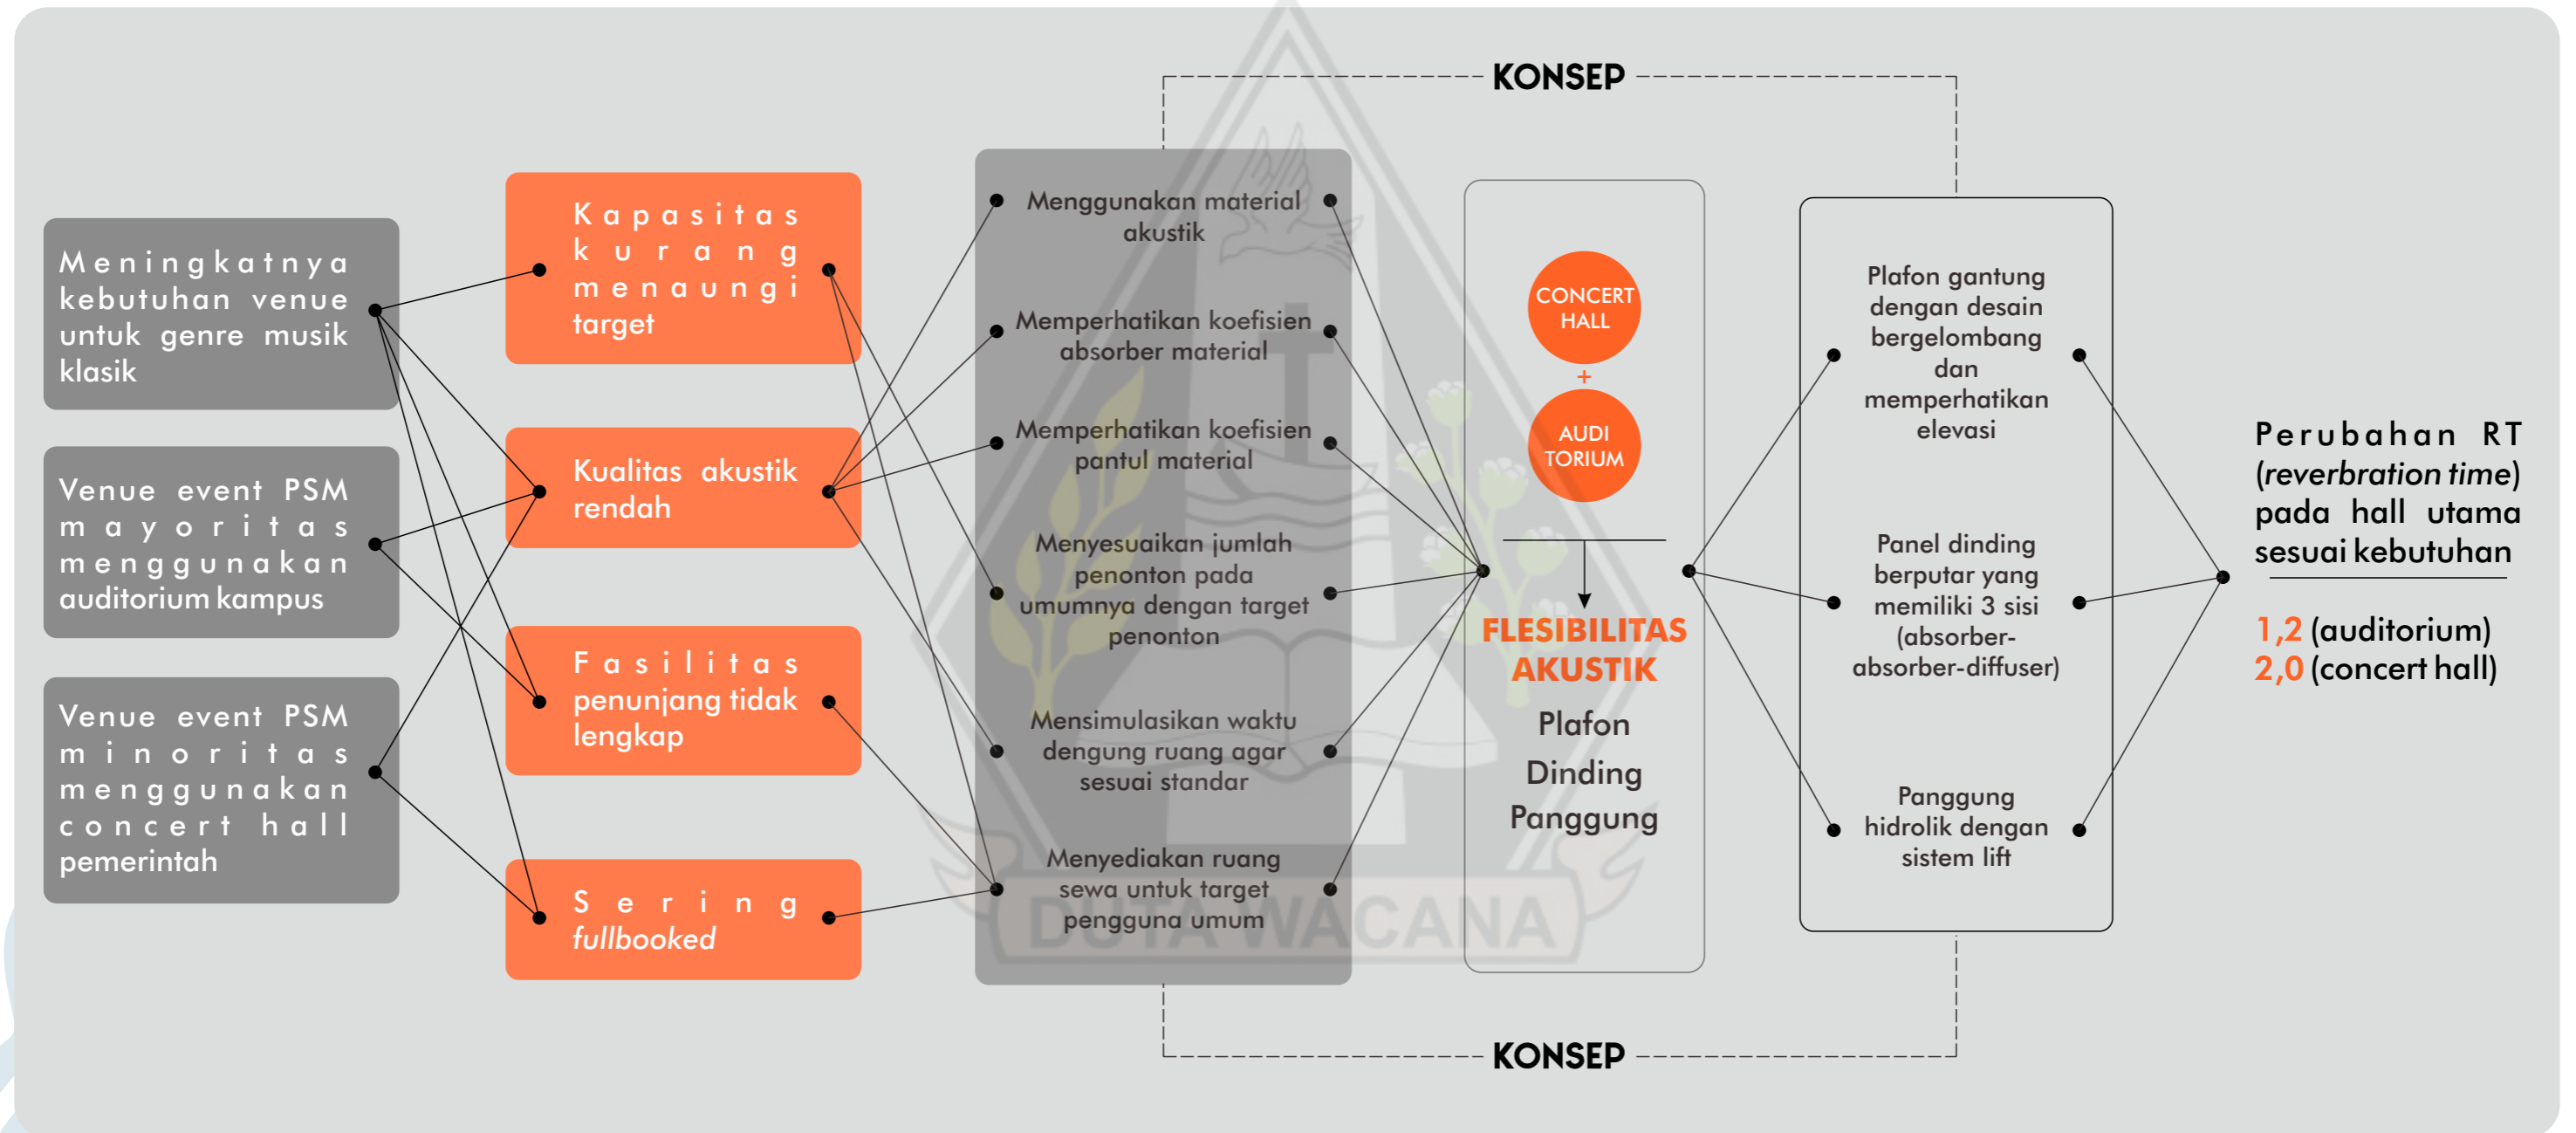 KONSEP
Meningkatnya
kebutuhan venue
untuk genre musik
klasik
Venue event PSM
mayoritas
menggunakan
auditorium kampus
Venue event PSM
minoritas
menggunakan
concert hall
pemerintah
Kapasitas
kurang
menaungi
target
Kualitas akustik
rendah
Fasilitas
penunjang tidak
lengkap
Sering
fullbooked
Menggunakan material
akustik
Memperhatikan koefisien
absorber material
Memperhatikan koefisien
pantul material
Menyesuaikan jumlah
penonton pada
umumnya dengan target
penonton
Mensimulasikan waktu
dengung ruang agar
sesuai standar
Menyediakan ruang
sewa untuk target
pengguna umum
DUTA WACANA
CONCERT
HALL
+
AUDI
TORIUM
FLESIBILITAS
AKUSTIK
Plafon
Dinding
Panggung
Plafon gantung
dengan desain
bergelombang
dan
memperhatikan
elevasi
Panel dinding
berputar yang
memiliki 3 sisi
(absorber-
absorber-diffuser)
Panggung
hidrolik dengan
sistem lift
Perubahan RT
(reverbration time)
pada hall utama
sesuai kebutuhan
1,2 (auditorium)
2,0 (concert hall)
KONSEP